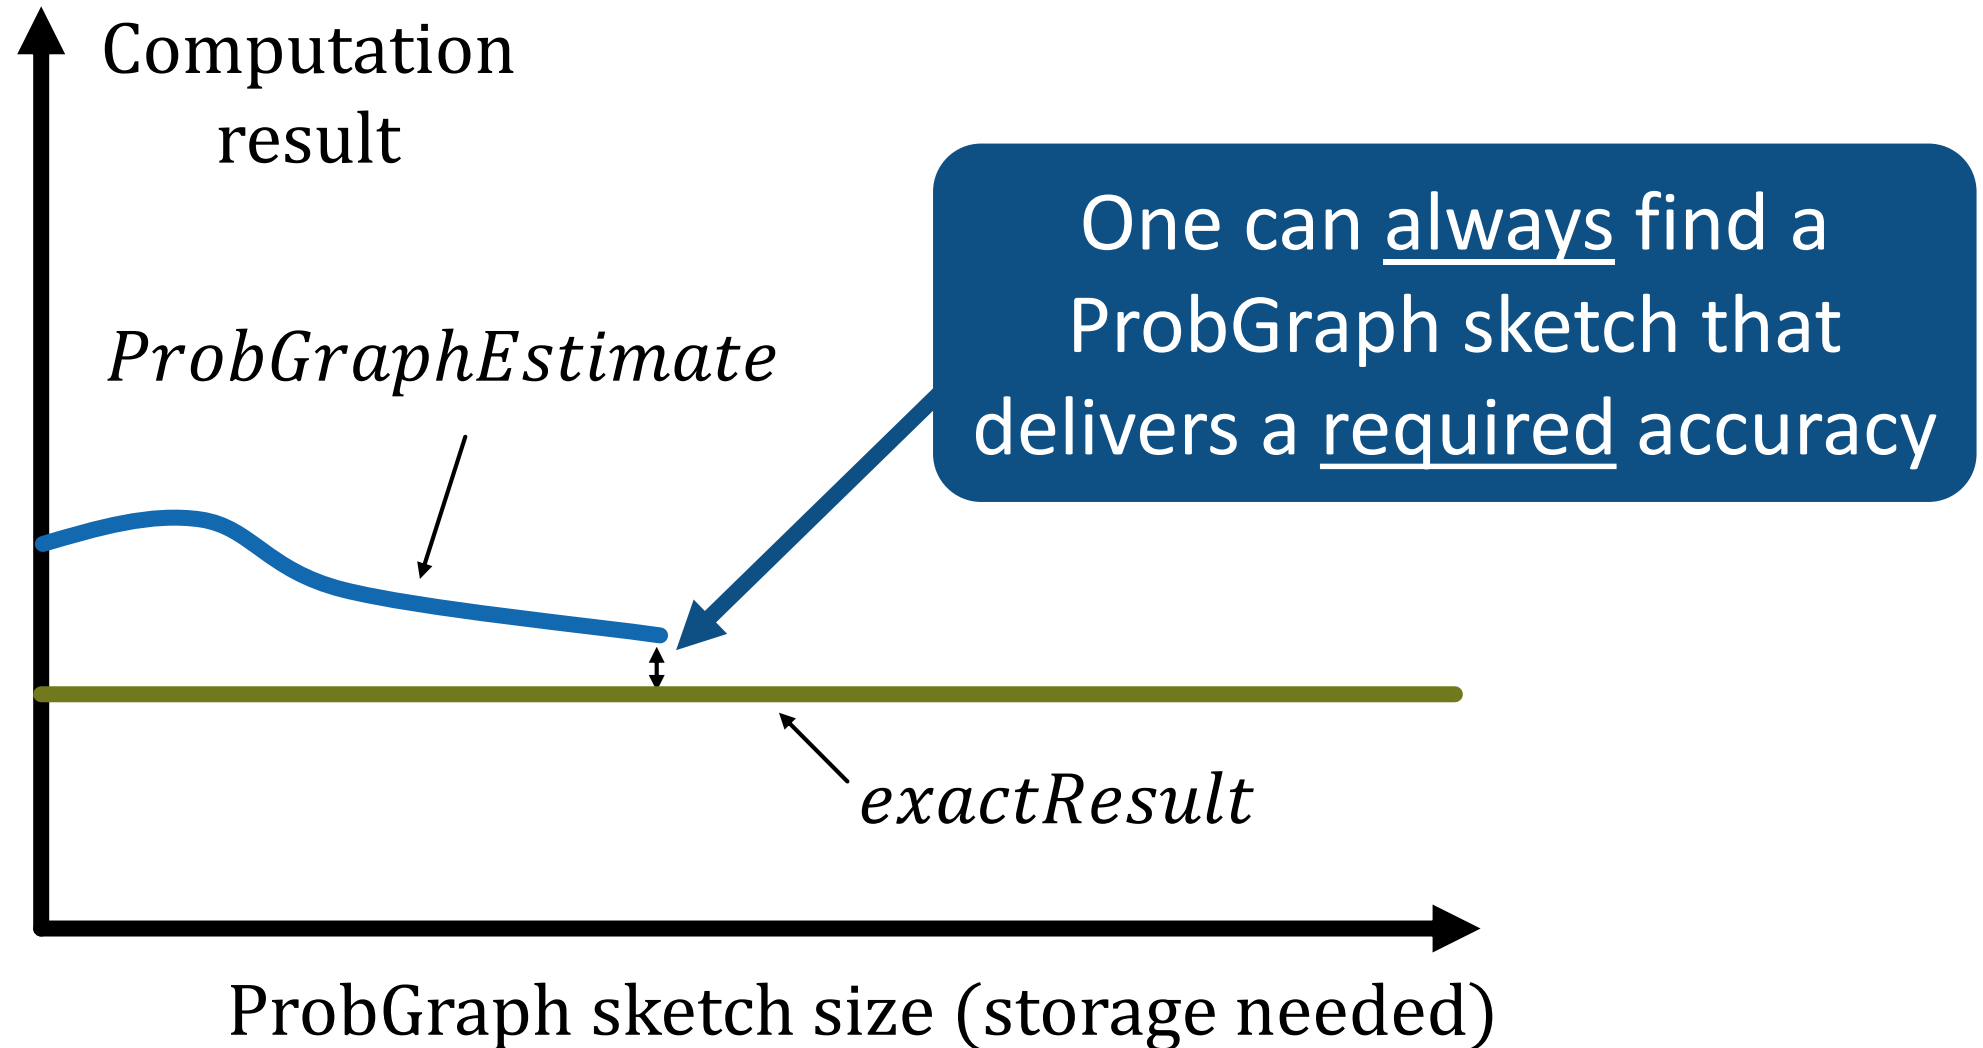 Computation
result
One can always find a
ProbGraph sketch that
delivers a required accuracy
ProbGraphEstimate
exactResult
ProbGraph sketch size (storage needed)